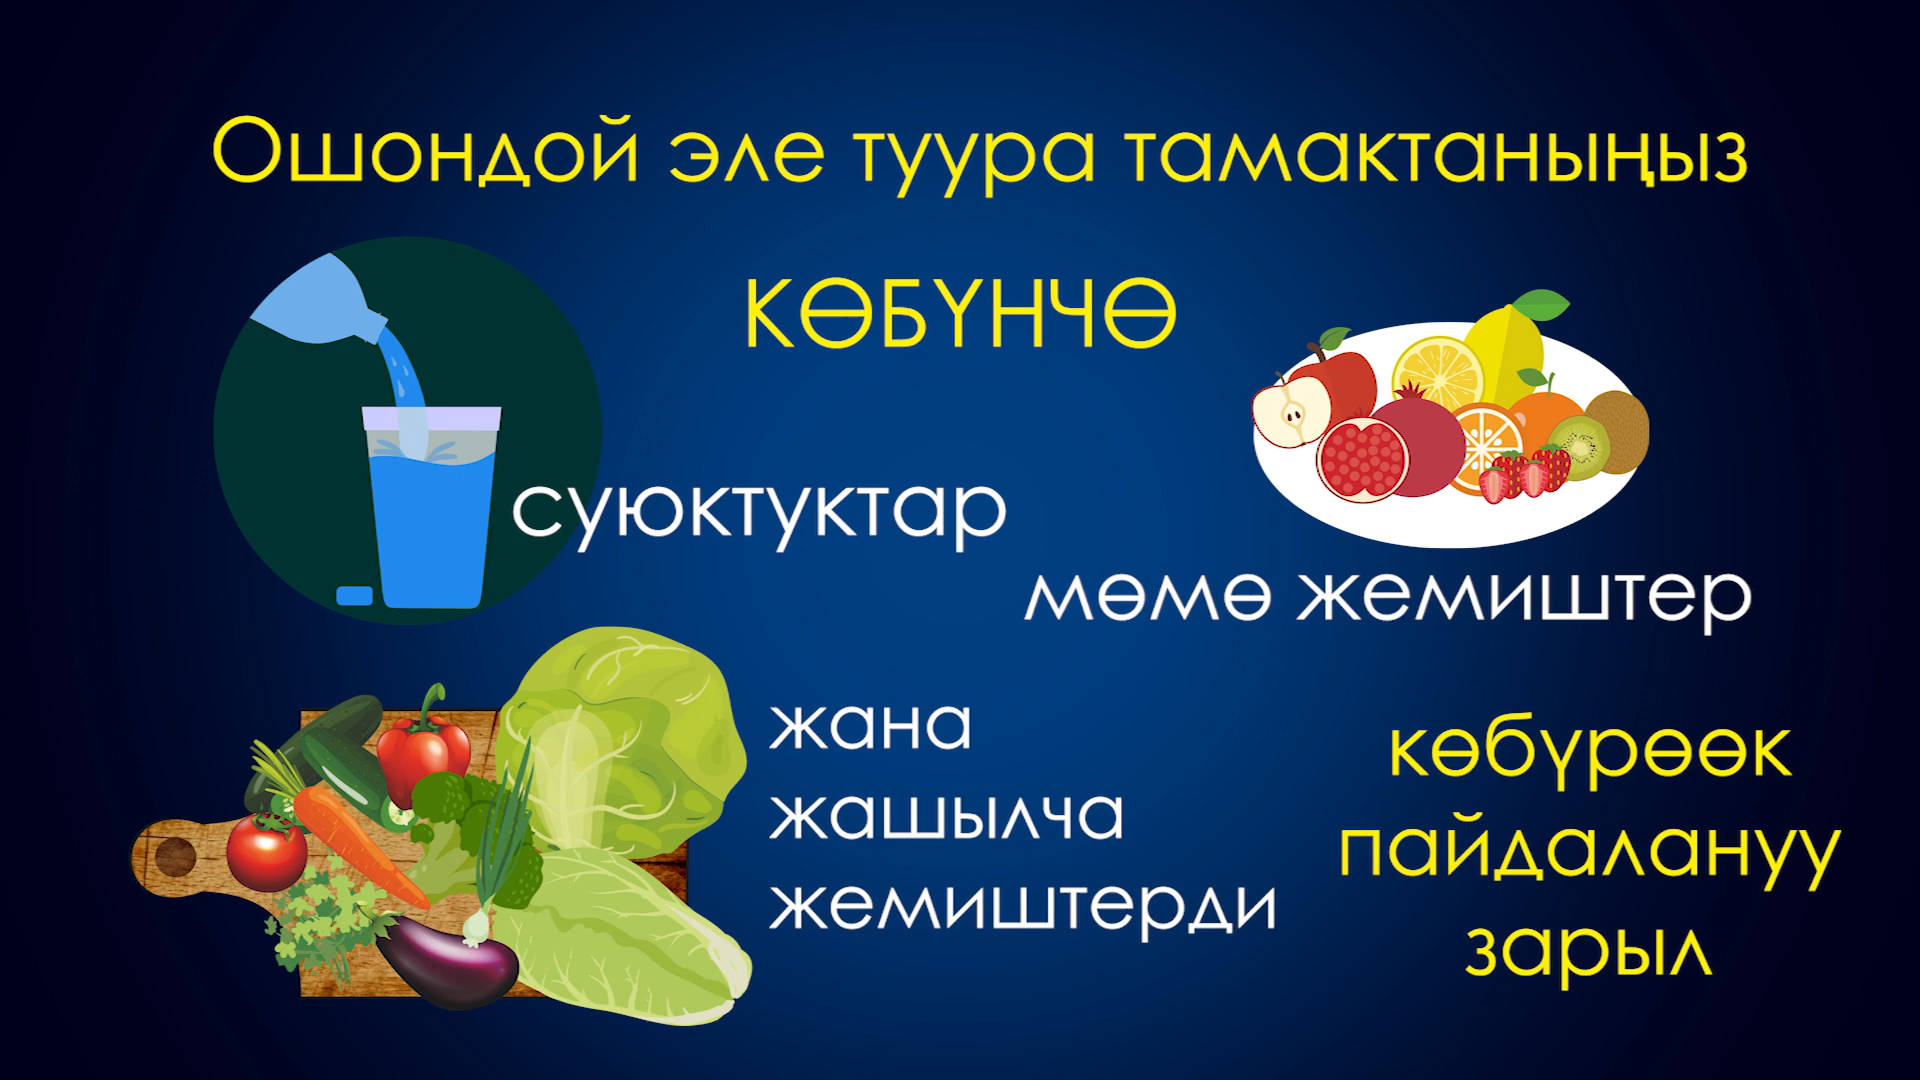 Ошондой эле туура тамактаныңыз
КӨБҮНЧӨ
суюктуктар
мөмө жемиштер
жана
жашылча
жемиштерди
көбүрөөк
пайдалануу
зарыл